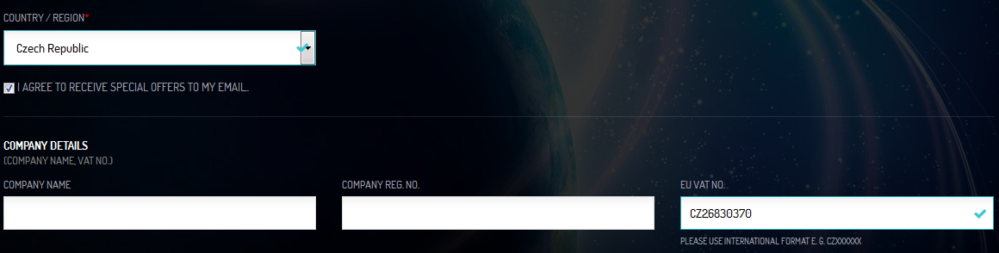 COUNTRY / REGION*
Czech Republic
I AGREE TO RECEIVE SPECIAL OFFERS TO MY EMAIL...
COMPANY DETAILS
(COMPANY NAME, VAT NO.)
COMPANY NAME
COMPANY REG. NO.
EU VAT NO.
CZ26830370
PLEASE USE INTERNATIONAL FORMAT E. G. CZXXXXXX